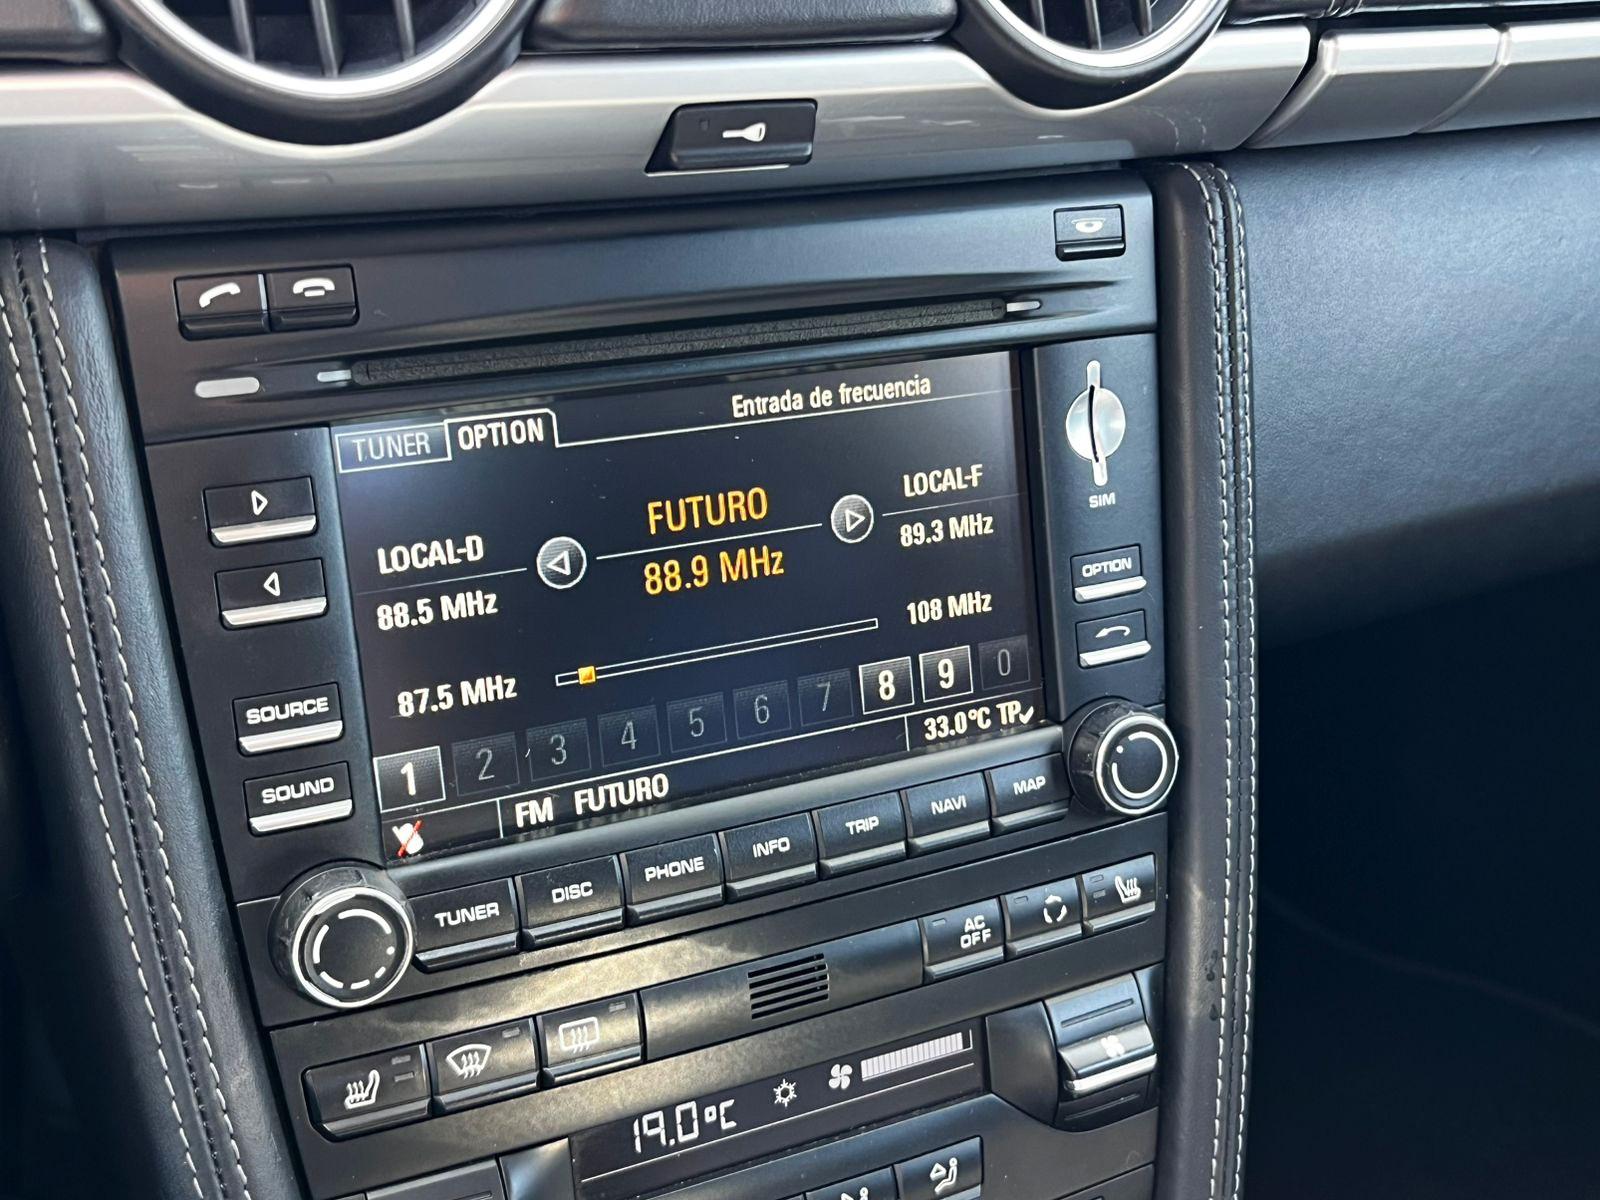 Entrada de frecuencia
TUNER OPTION
LOCAL-D FUTURO LOCAL-F
88.5 MHz 88.9 MHz 89.3 MHz
87.5 MHz 108 MHz
1 2 3 4 5 6 7 8 9 0
FM FUTURO 33.0°C TP
SIM
OPTION
SOURCE
SOUND
TUNER DISC PHONE INFO TRIP NAVI MAP
AC
OFF
19.0°C